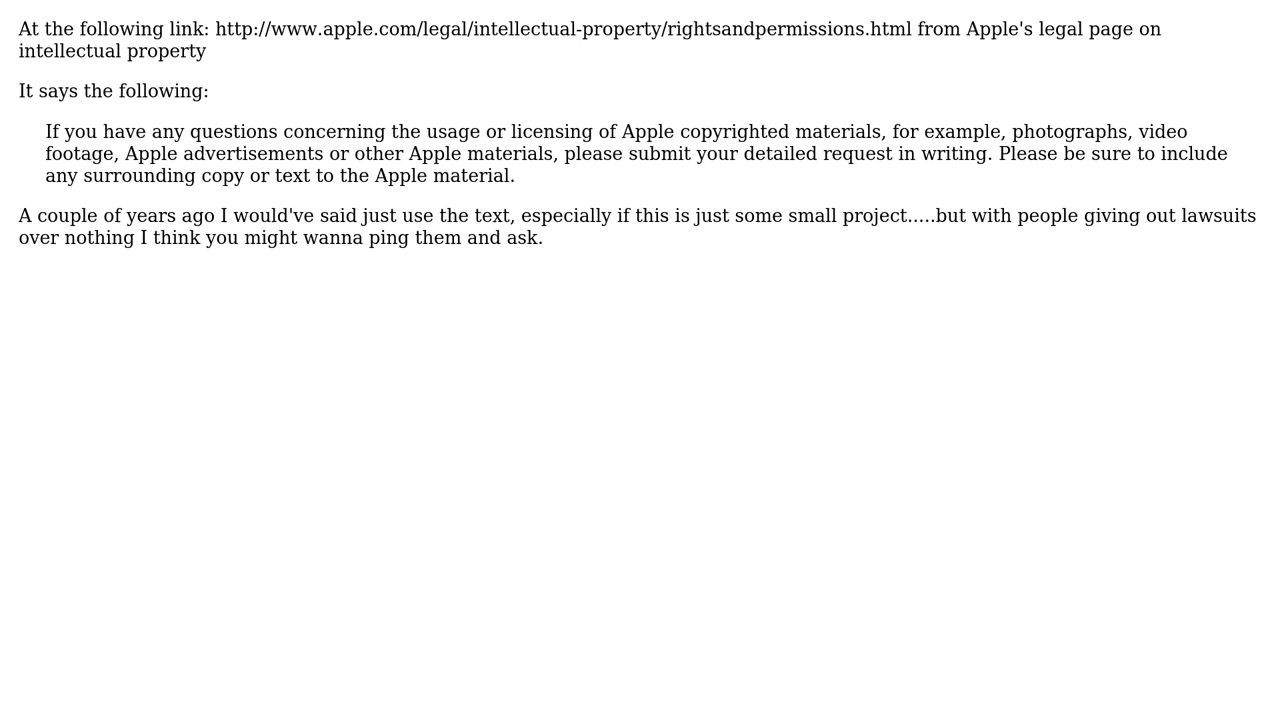 At the following link: http://www.apple.com/legal/intellectual-property/rightsandpermissions.html from Apple's legal page on
intellectual property
It says the following:
If you have any questions concerning the usage or licensing of Apple copyrighted materials, for example, photographs, video
footage, Apple advertisements or other Apple materials, please submit your detailed request in writing. Please be sure to include
any surrounding copy or text to the Apple material.
A couple of years ago I would've said just use the text, especially if this is just some small project.....but with people giving out lawsuits
over nothing I think you might wanna ping them and ask.